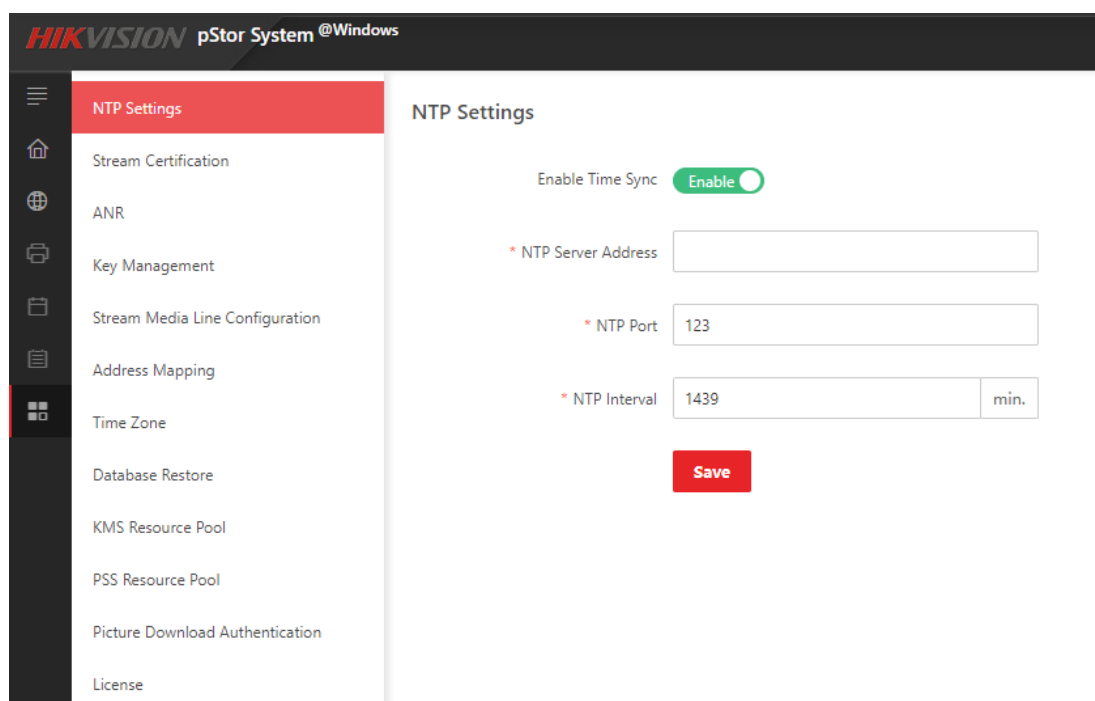 HIKVISION pStor System @Windows
NTP Settings
Stream Certification
ANR
Key Management
Stream Media Line Configuration
Address Mapping
Time Zone
Database Restore
KMS Resource Pool
PSS Resource Pool
Picture Download Authentication
License
NTP Settings
Enable Time Sync Enable
* NTP Server Address
* NTP Port 123
* NTP Interval 1439 min.
Save